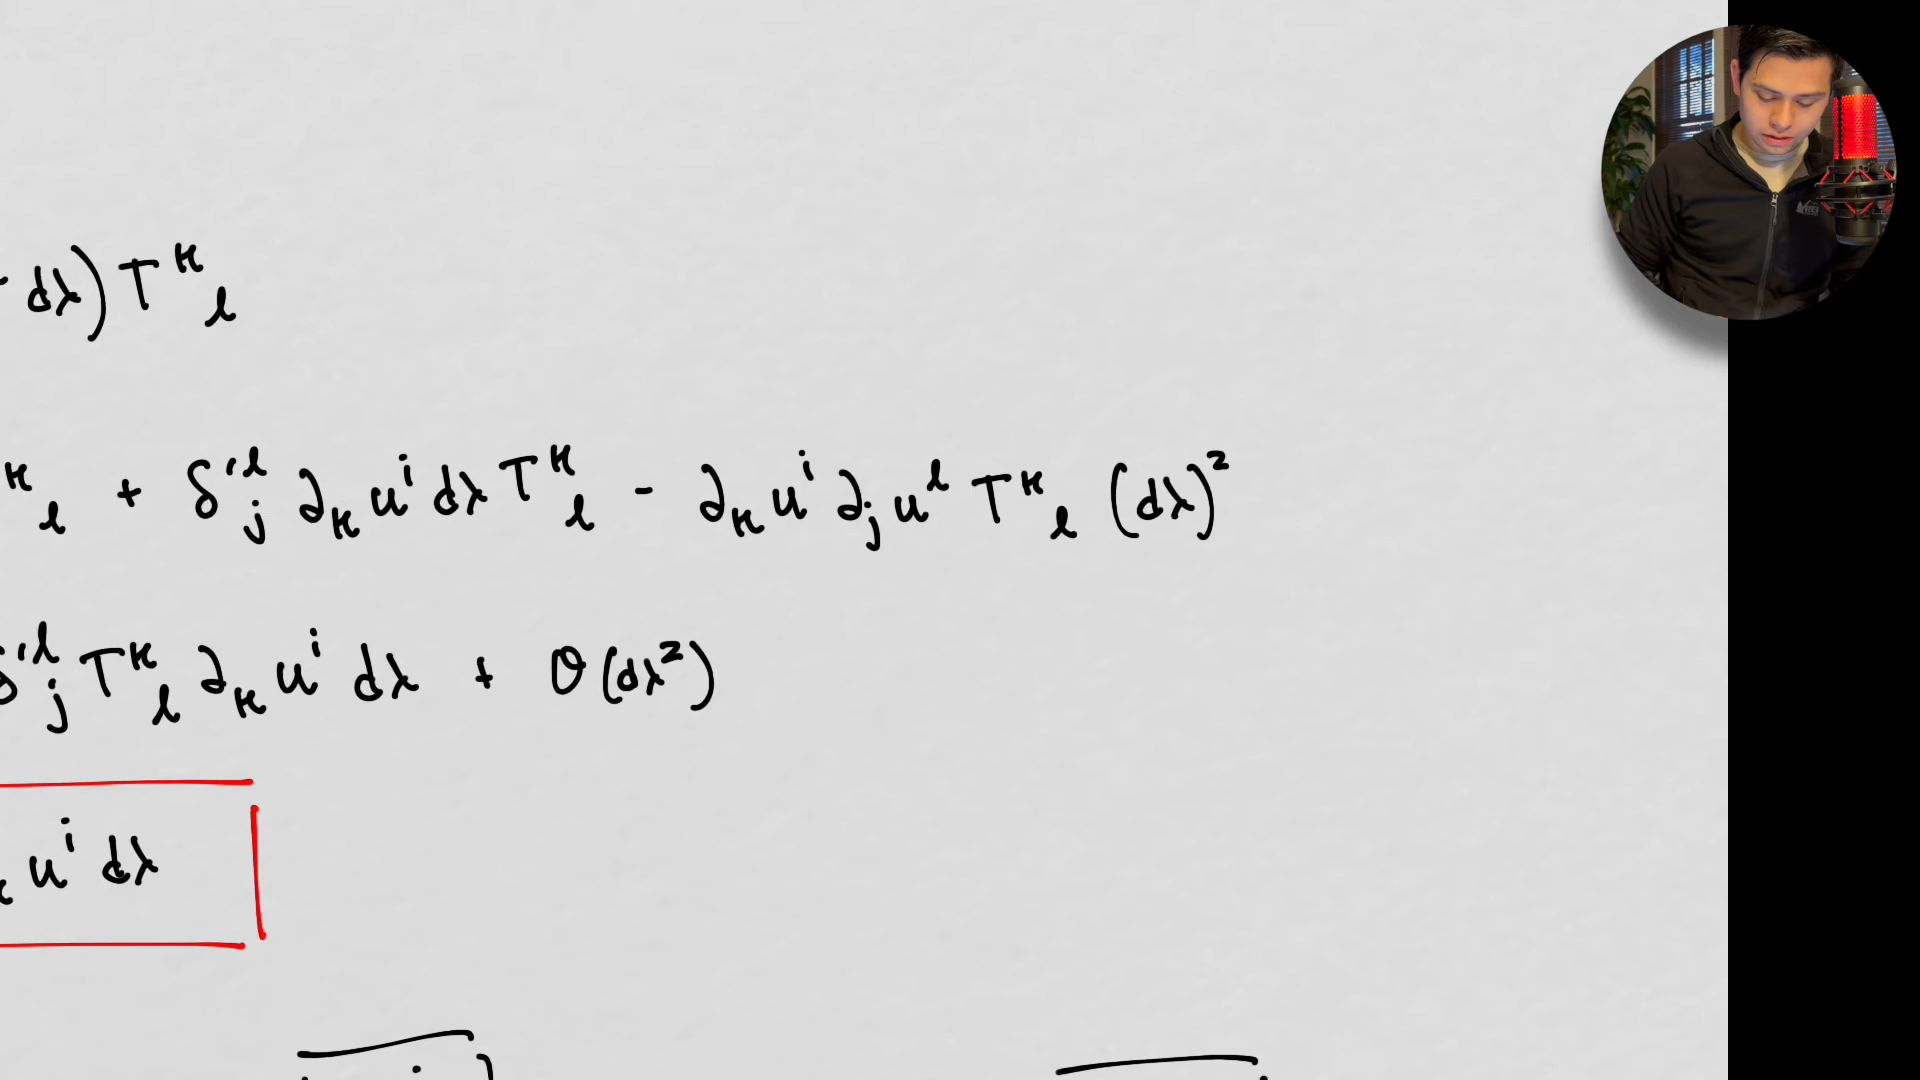 dλ) T^k_l
^k_l + δ'^l_j ∂_k u^i dλ T^k_l - ∂_k u^i ∂_j u^l T^k_l (dλ)^2
δ'^l_j T^k_l ∂_k u^i dλ + O(dλ^2)
u^i dλ